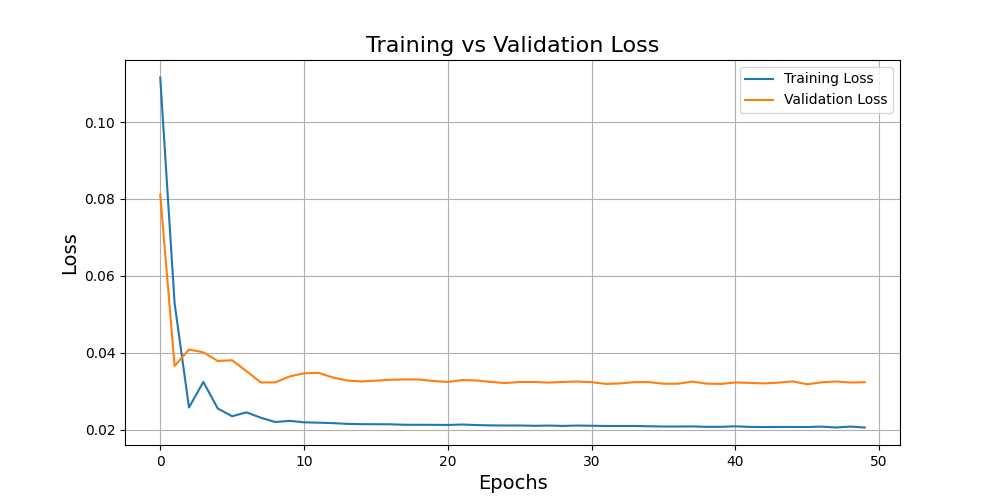 Training vs Validation Loss
Training Loss
Validation Loss
0.10
0.08
0.06
0.04
0.02
Loss
0 10 20 30 40 50
Epochs